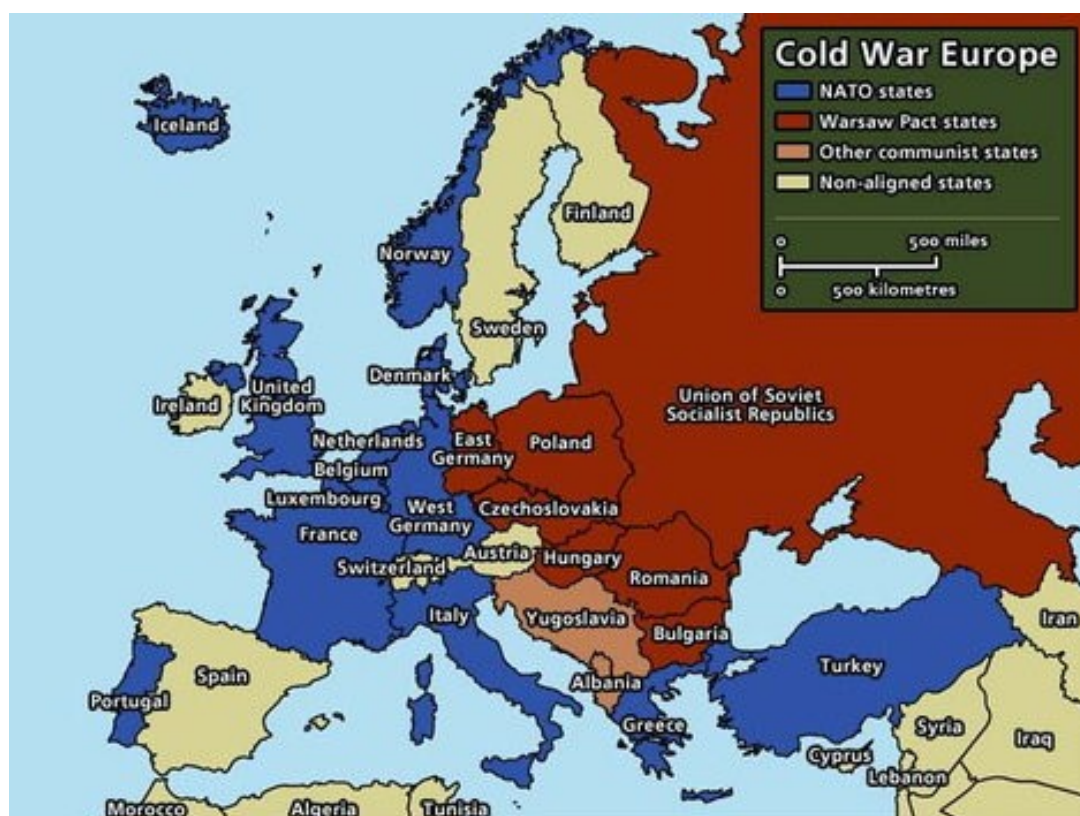 Cold War Europe
NATO states
Warsaw Pact states
Other communist states
Non-aligned states
0 500 miles
0 500 kilometres
Iceland
Norway
Finland
Sweden
Denmark
Ireland
United
Kingdom
Netherlands
Belgium
Luxembourg
East
Germany
Poland
Union of Soviet
Socialist Republics
West
Germany
Czechoslovakia
France
Switzerland
Austria
Hungary
Romania
Italy
Yugoslavia
Bulgaria
Iran
Spain
Portugal
Albania
Greece
Turkey
Cyprus
Syria
Iraq
Lebanon
Morocco
Algeria
Tunisia